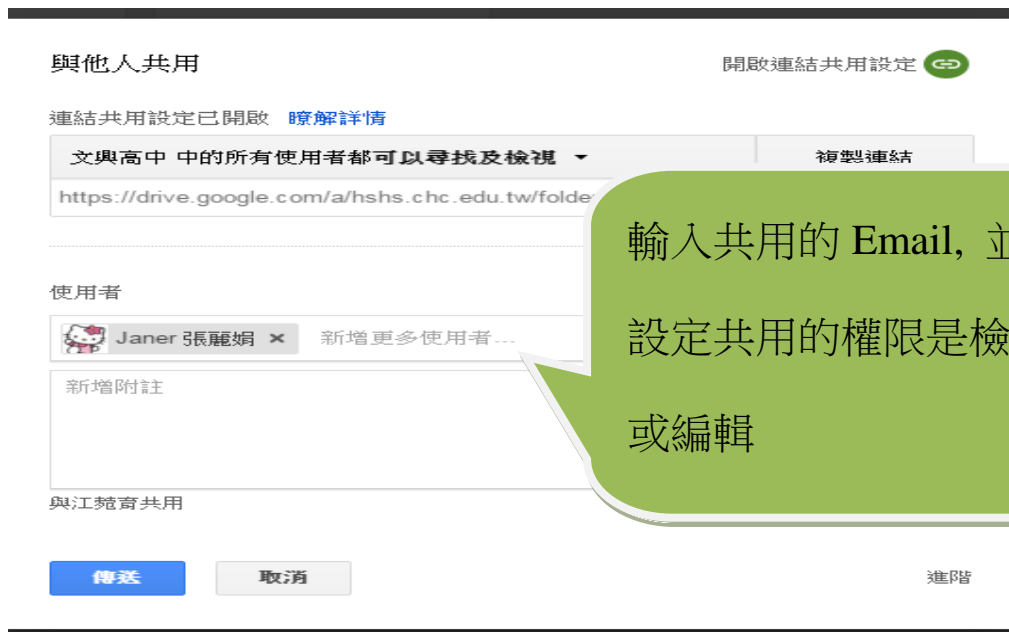 與他人共用
開啟連結共用設定
連結共用設定已開啟 瞭解詳情
文興高中 中的所有使用者都可以尋找及檢視
複製連結
https://drive.google.com/a/hshs.chc.edu.tw/folde
使用者
Janer 張麗娟 ×
新增更多使用者...
新增附註
輸入共用的 Email, 並
設定共用的權限是檢
或編輯
與江蒄育共用
傳送
取消
進階